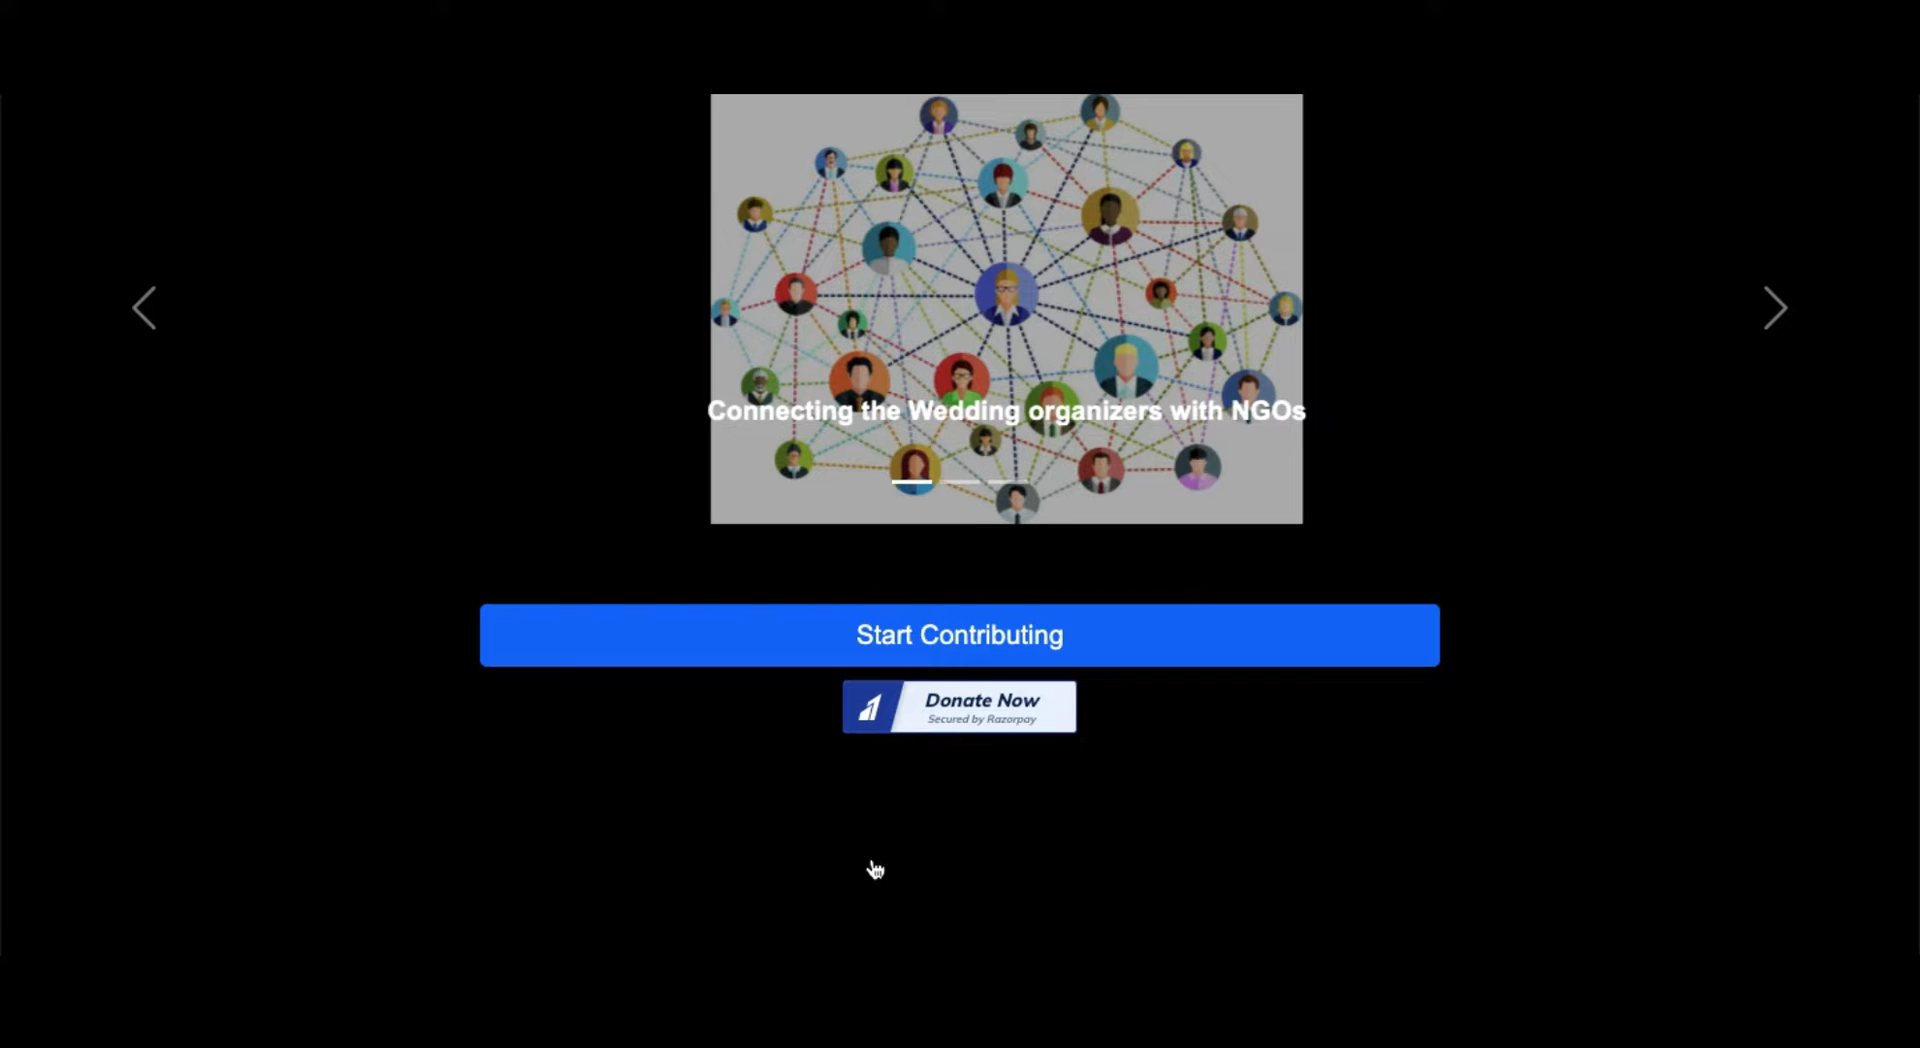 Connecting the Wedding organizers with NGOs
Start Contributing
Donate Now
Secured by Razorpay